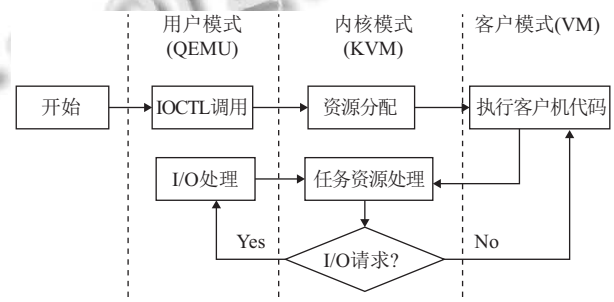 用户模式
(QEMU)
内核模式
(KVM)
客户模式(VM)
开始
IOCTL调用
资源分配
执行客户机代码
I/O处理
任务资源处理
Yes
I/O请求?
No